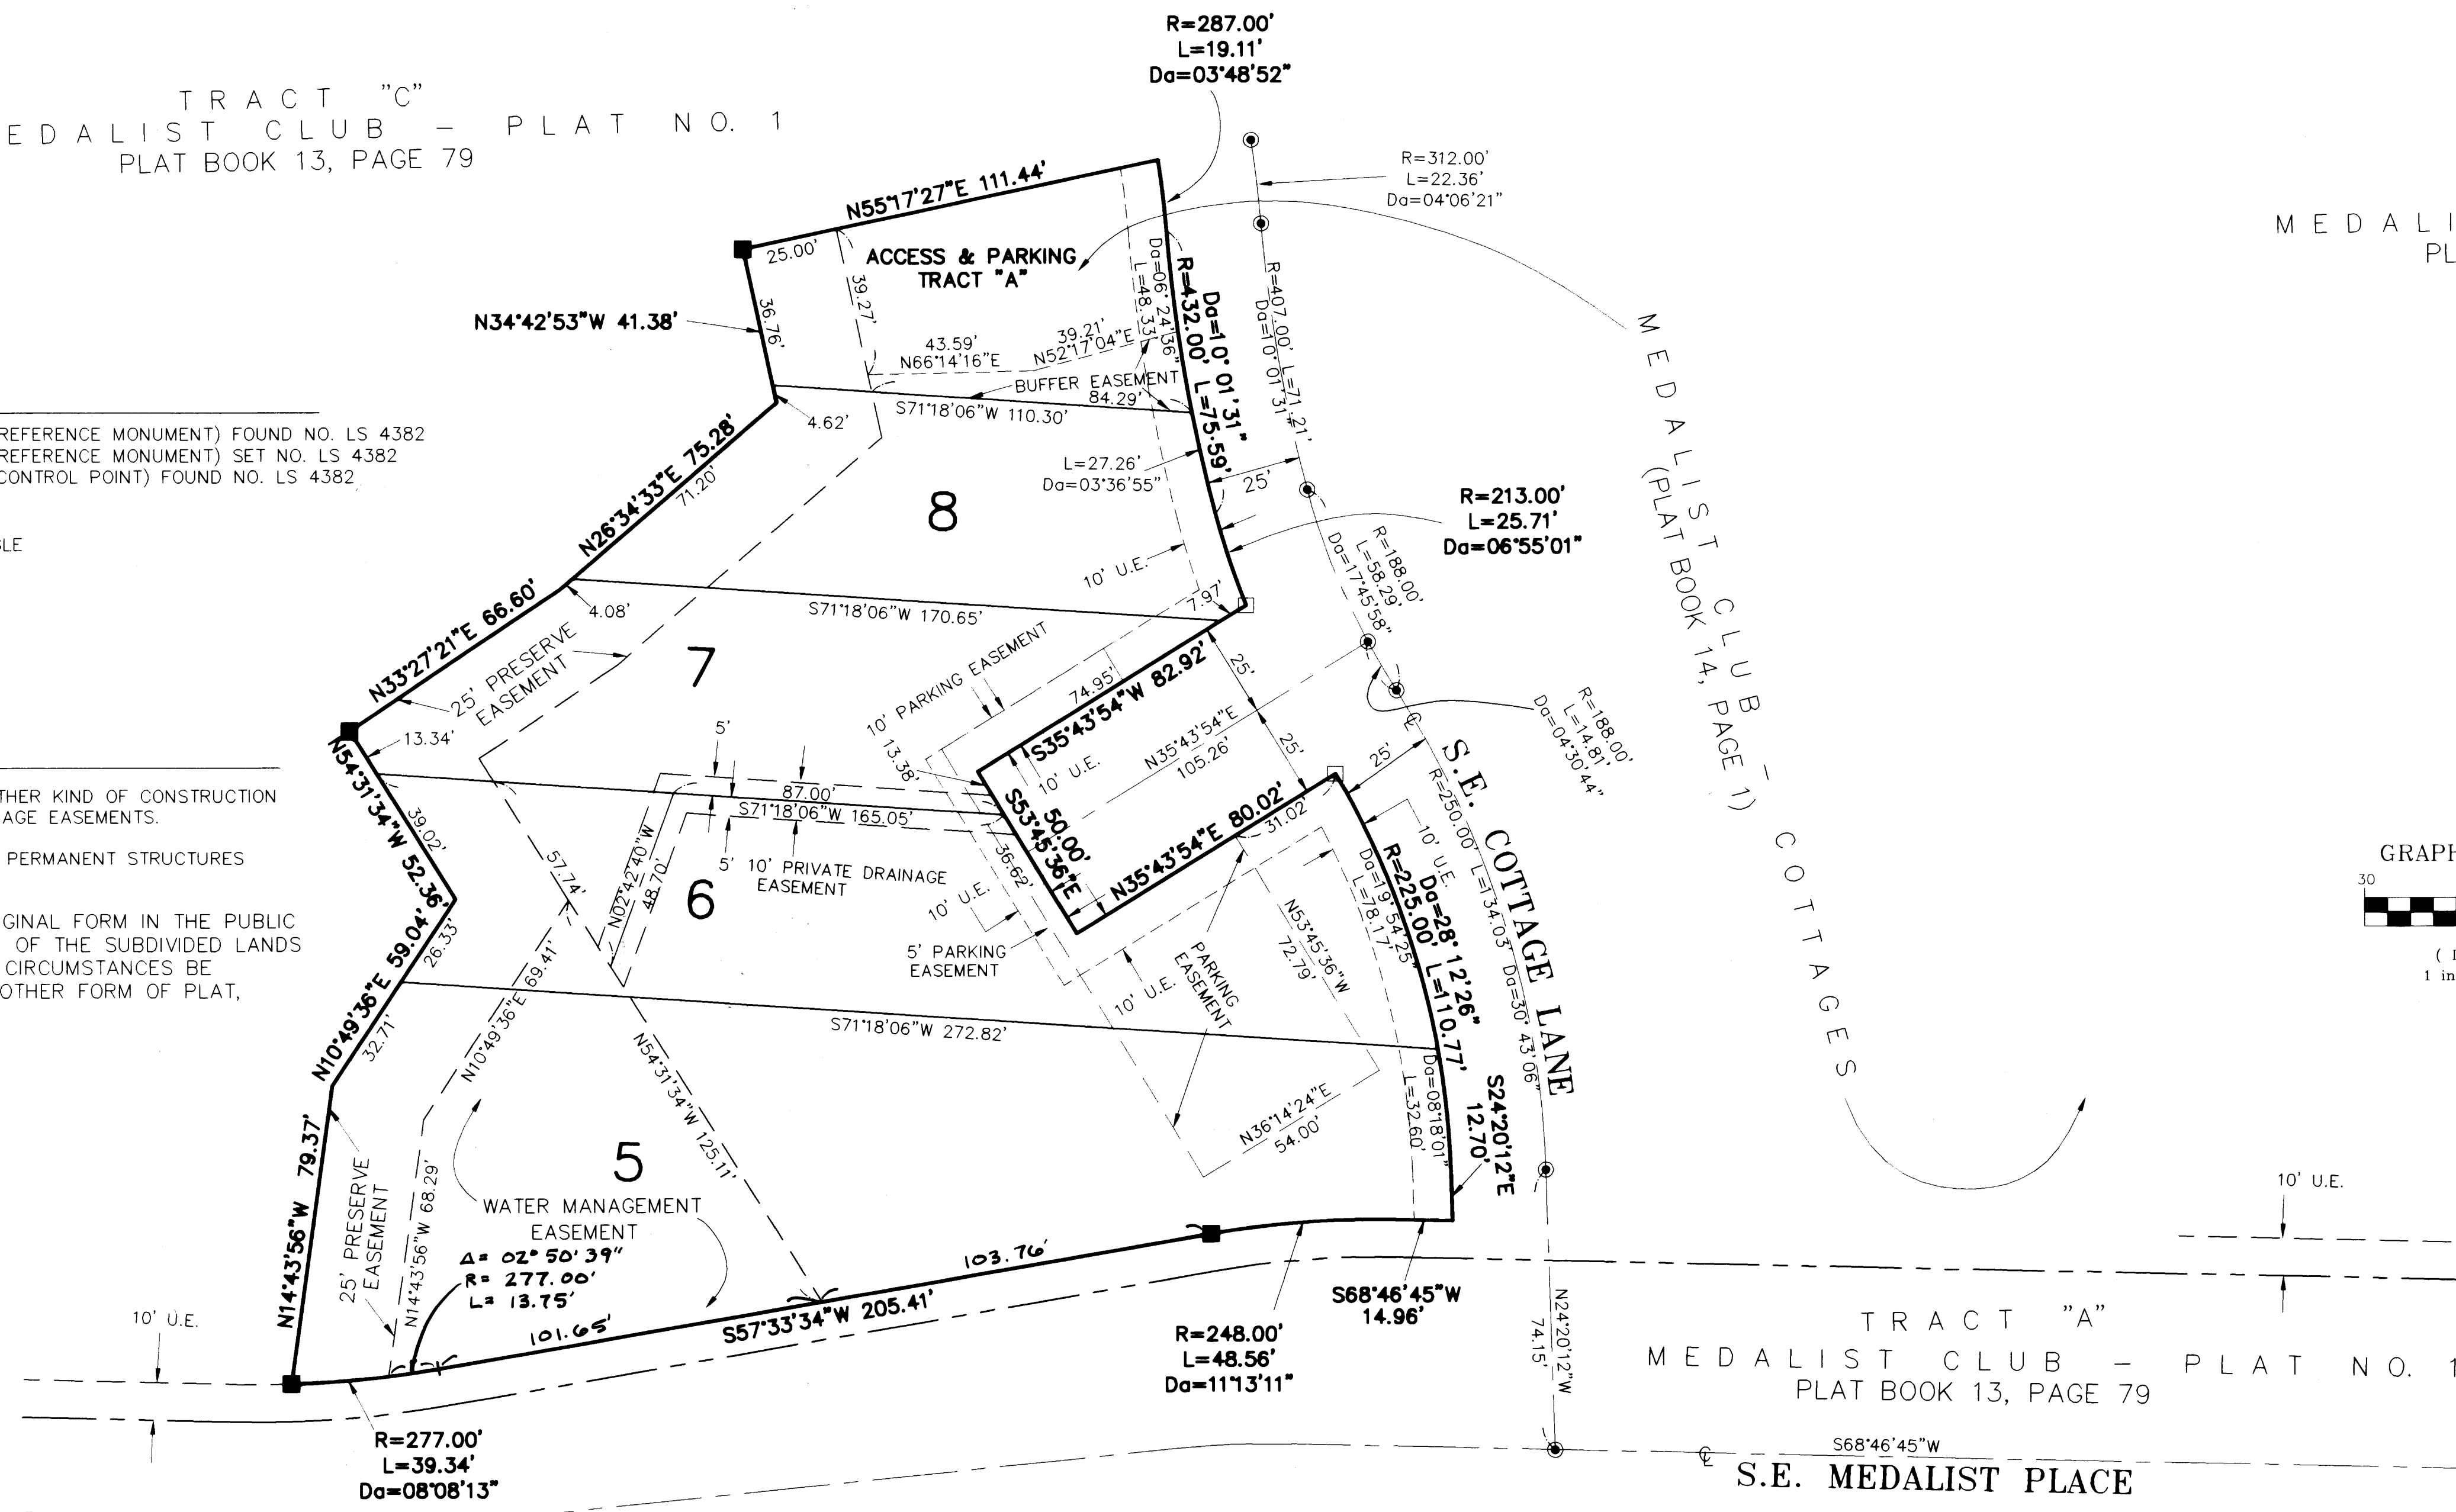 R=287.00'
L=19.11'
Da=03°48'52"
TRACT "C"
EDALIST CLUB - PLAT NO. 1
PLAT BOOK 13, PAGE 79
R=312.00'
L=22.36'
Da=04°06'21"
MEDALI
PL
N55°17'27"E 111.44'
25.00'
ACCESS & PARKING
TRACT "A"
39.27'
36.76'
N34°42'53"W 41.38'
Da=06°24'36"
L=48.33'
R=432.00' L=75.59'
Da=10°01'31"
R=407.00' L=71.21'
Da=10°01'31"
43.59'
N66°14'16"E
39.21'
N52°17'04"E
BUFFER EASEMENT
84.29'
S71°18'06"W 110.30'
4.62'
REFERENCE MONUMENT) FOUND NO. LS 4382
REFERENCE MONUMENT) SET NO. LS 4382
CONTROL POINT) FOUND NO. LS 4382
GLE
N26°34'33"E 75.28'
71.20'
L=27.26'
Da=03°36'55"
25'
8
R=213.00'
L=25.71'
Da=06°55'01"
MEDALIST CLUB - COTTAGES
(PLAT BOOK 14, PAGE 1)
R=188.00'
L=58.29'
Da=17°45'58"
10' U.E.
7.97'
S71°18'06"W 170.65'
4.08'
N33°27'21"E 66.60'
25' PRESERVE
EASEMENT
7
10' PARKING EASEMENT
74.95'
S35°43'54"W 82.92'
25'
R=188.00'
L=14.81'
Da=04°30'44"
13.34'
N54°31'34"W 52.36'
39.02'
5'
13.38'
10' U.E.
N35°43'54"E
105.26'
25'
25'
S.E. COTTAGE LANE
R=250.00' L=134.03' Da=30°43'06"
THER KIND OF CONSTRUCTION
AGE EASEMENTS.
PERMANENT STRUCTURES
GINAL FORM IN THE PUBLIC
OF THE SUBDIVIDED LANDS
CIRCUMSTANCES BE
OTHER FORM OF PLAT,
87.00'
S71°18'06"W 165.05'
5'
10' PRIVATE DRAINAGE
EASEMENT
S53°45'36"E
50.00'
36.62'
N35°43'54"E 80.02'
31.02
10' U.E.
GRAPH
30
( I
1 in
57.74'
N02°42'40"W
48.70'
6
10' U.E.
5' PARKING
EASEMENT
10' U.E.
PARKING
EASEMENT
N53°45'36"W
72.79'
Da=19°54'25"
L=78.17'
R=225.00' L=110.77'
Da=28°12'26"
N10°49'36"E 59.04'
26.33'
32.71'
N10°49'36"E 69.41'
S71°18'06"W 272.82'
N54°31'34"W 125.11'
N36°14'24"E
54.00'
Da=08°18'01"
L=32.60'
S24°20'12"E
12.70'
5
N14°43'56"W 79.37'
25' PRESERVE
EASEMENT
N14°43'56"W 68.29'
WATER MANAGEMENT
EASEMENT
Δ= 02° 50' 39"
R= 277.00'
L= 13.75'
103.76'
10' U.E.
10' U.E.
101.65'
S57°33'34"W 205.41'
S68°46'45"W
14.96'
R=248.00'
L=48.56'
Da=11°13'11"
N24°20'12"W
74.15'
TRACT "A"
MEDALIST CLUB - PLAT NO. 1
PLAT BOOK 13, PAGE 79
R=277.00'
L=39.34'
Da=08°08'13"
S68°46'45"W
S.E. MEDALIST PLACE